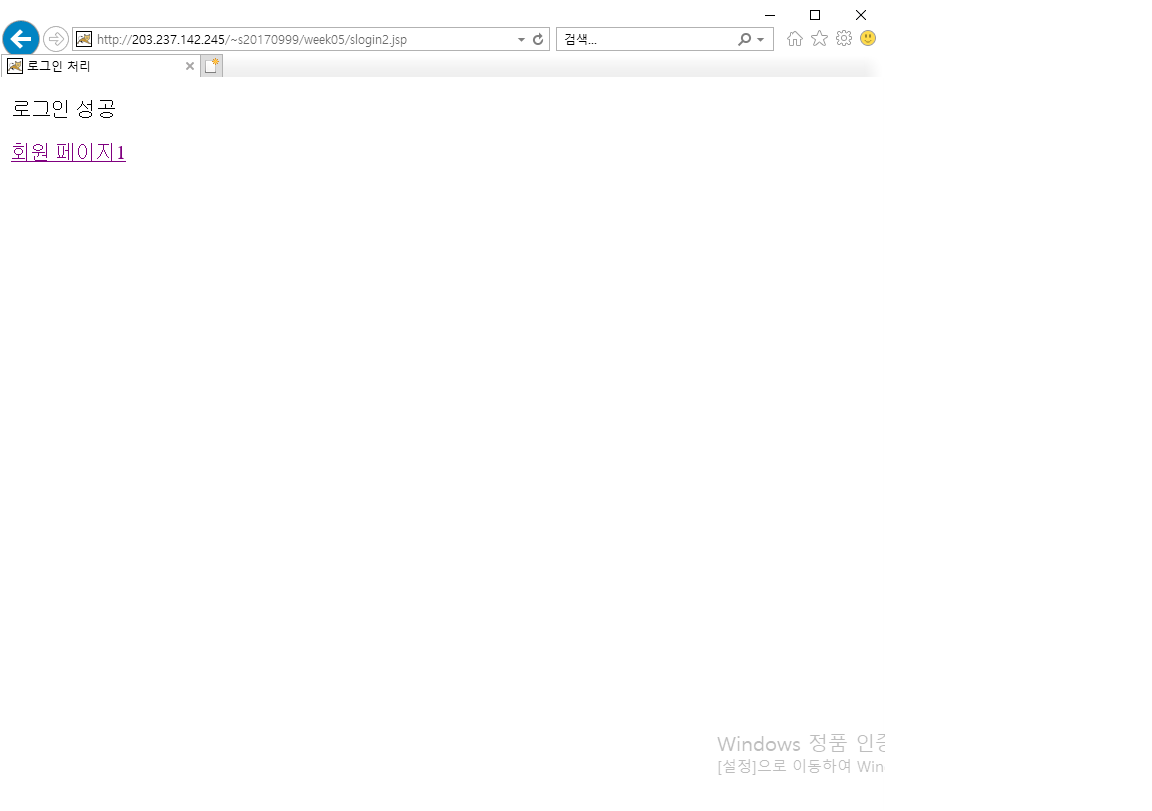 http://203.237.142.245/~s20170999/week05/slogin2.jsp
검색...
로그인 처리
로그인 성공
회원 페이지1
Windows 정품 인증
[설정]으로 이동하여 Win